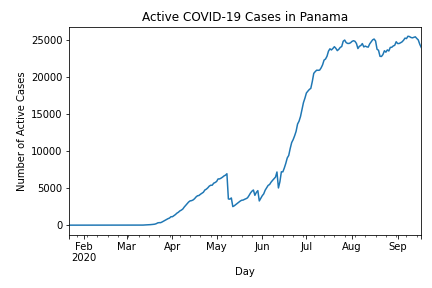 Active COVID-19 Cases in Panama
Number of Active Cases
25000
20000
15000
10000
5000
0
Feb Mar Apr May Jun Jul Aug Sep
2020
Day